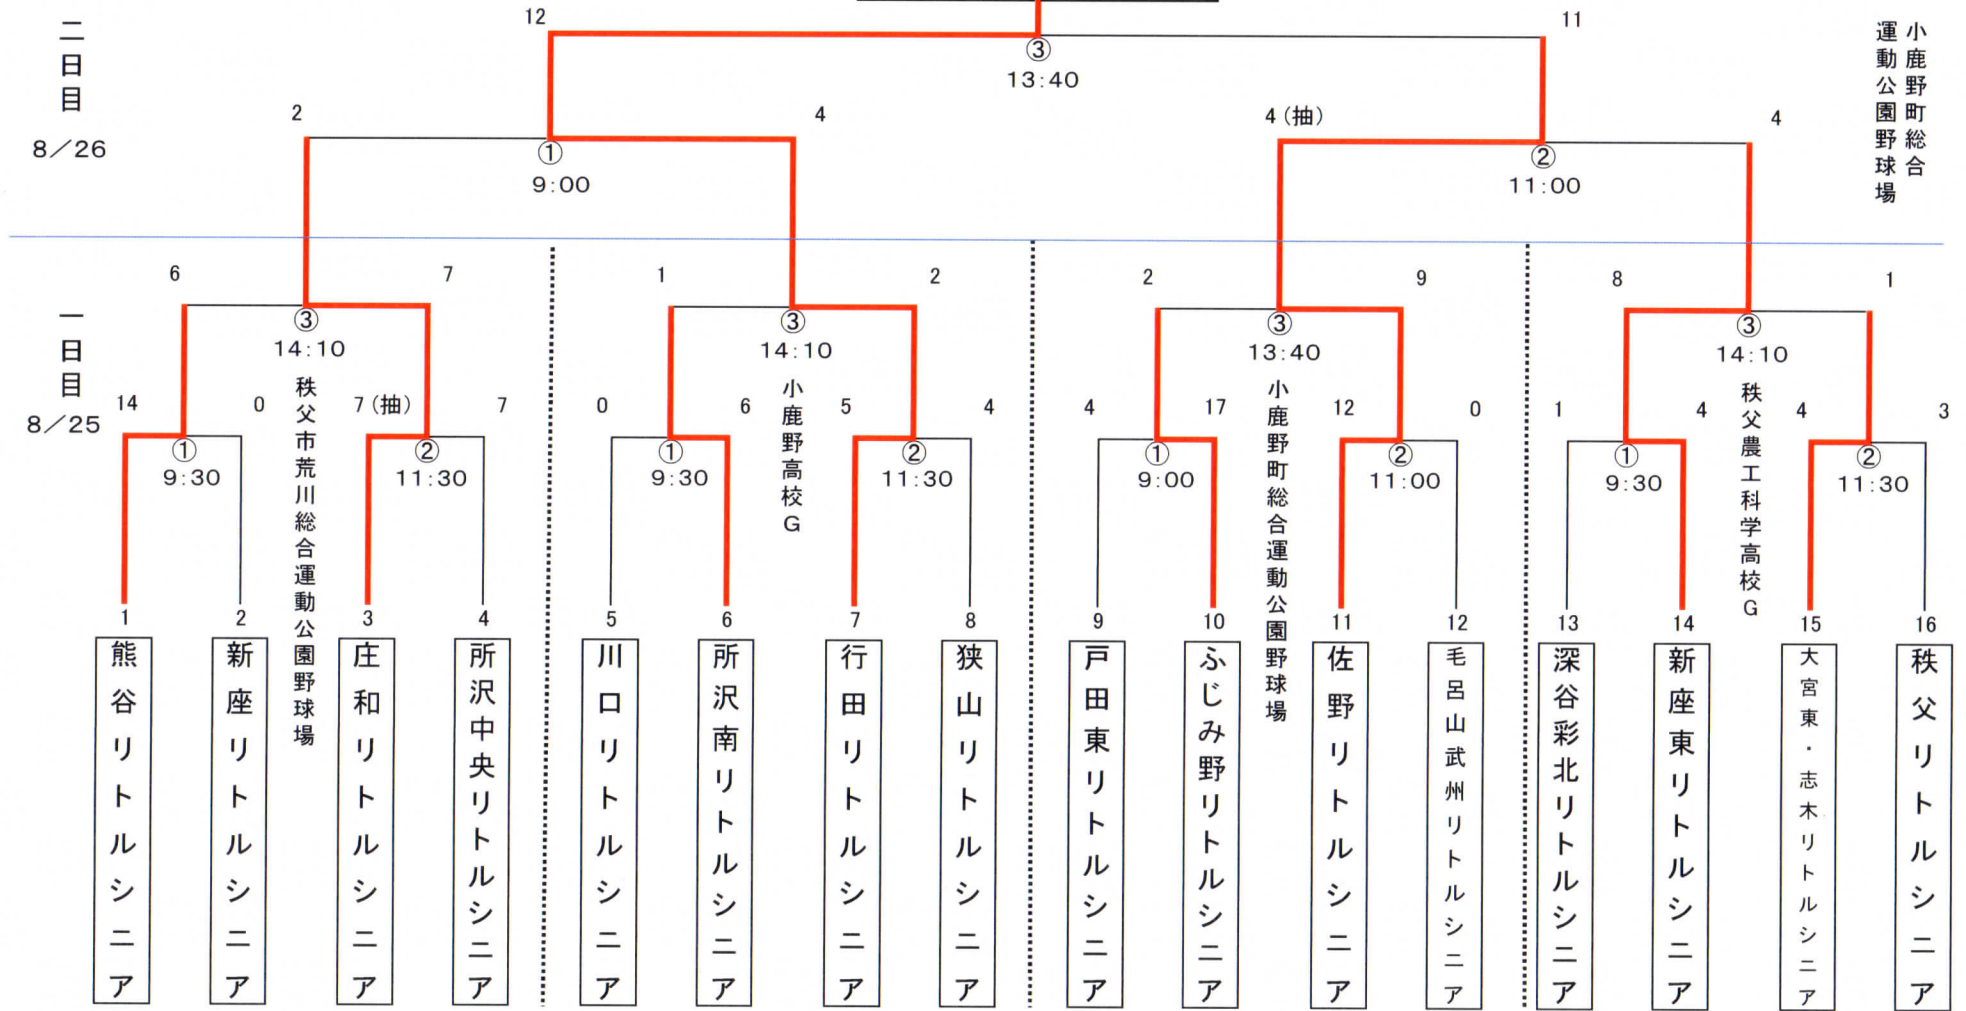 二日目
8/26
12
11
小鹿野町総合
運動公園野球場
③
13:40
2
4
4(抽)
4
①
9:00
②
11:00
一日目
8/25
6
7
1
2
2
9
8
1
③
14:10
③
14:10
③
13:40
③
14:10
秩父市荒川総合運動公園野球場
小鹿野高校G
小鹿野町総合運動公園野球場
秩父農工科学高校G
14
0
7(抽)
7
0
6
5
4
4
17
12
0
1
4
4
3
①
9:30
②
11:30
①
9:30
②
11:30
①
9:00
②
11:00
①
9:30
②
11:30
1
熊谷リトルシニア
2
新座リトルシニア
3
庄和リトルシニア
4
所沢中央リトルシニア
5
川口リトルシニア
6
所沢南リトルシニア
7
行田リトルシニア
8
狭山リトルシニア
9
戸田東リトルシニア
10
ふじみ野リトルシニア
11
佐野リトルシニア
12
毛呂山武州リトルシニア
13
深谷彩北リトルシニア
14
新座東リトルシニア
15
大宮東・志木リトルシニア
16
秩父リトルシニア